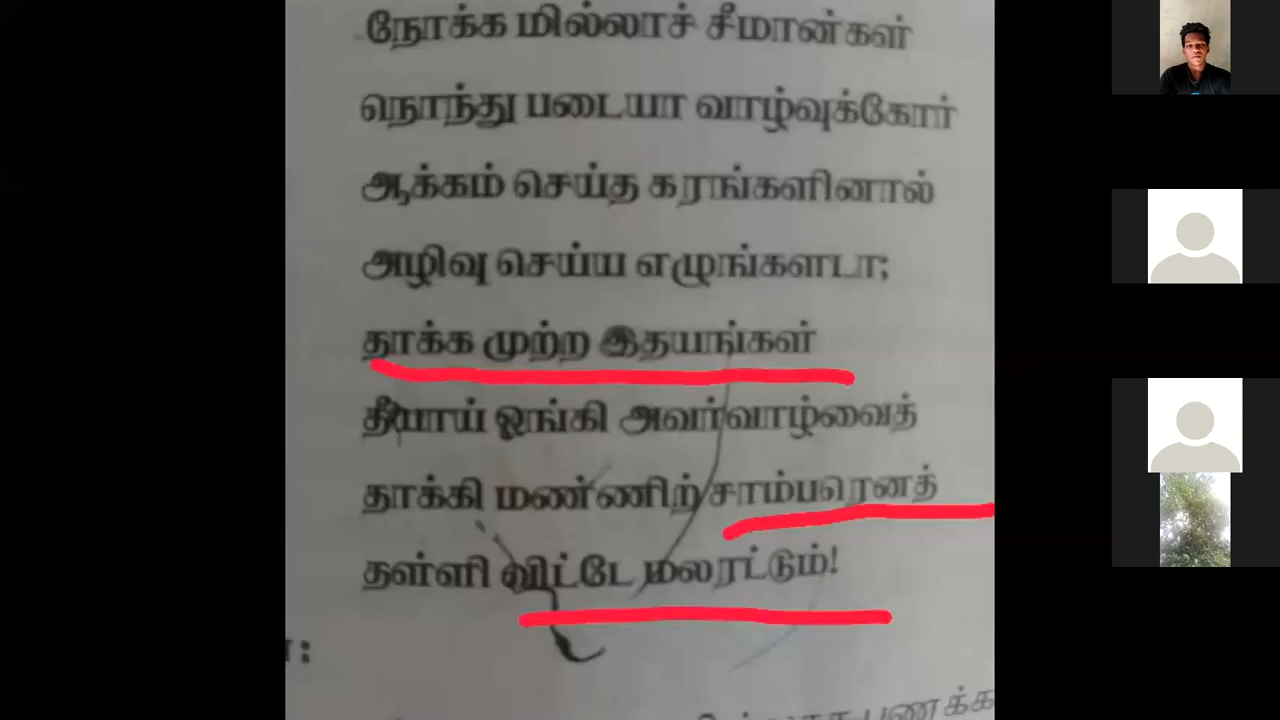 நோக்க மில்லாச் சீமான்கள்
நொந்து படையா வாழ்வுக்கோர்
ஆக்கம் செய்த கரங்களினால்
அழிவு செய்ய எழுங்களடா;
தாக்க முற்ற இதயங்கள்
தீயாய் ஓங்கி அவர்வாழ்வைத்
தாக்கி மண்ணிற் சாம்பரெனத்
தள்ளி விட்டே மலரட்டும்!